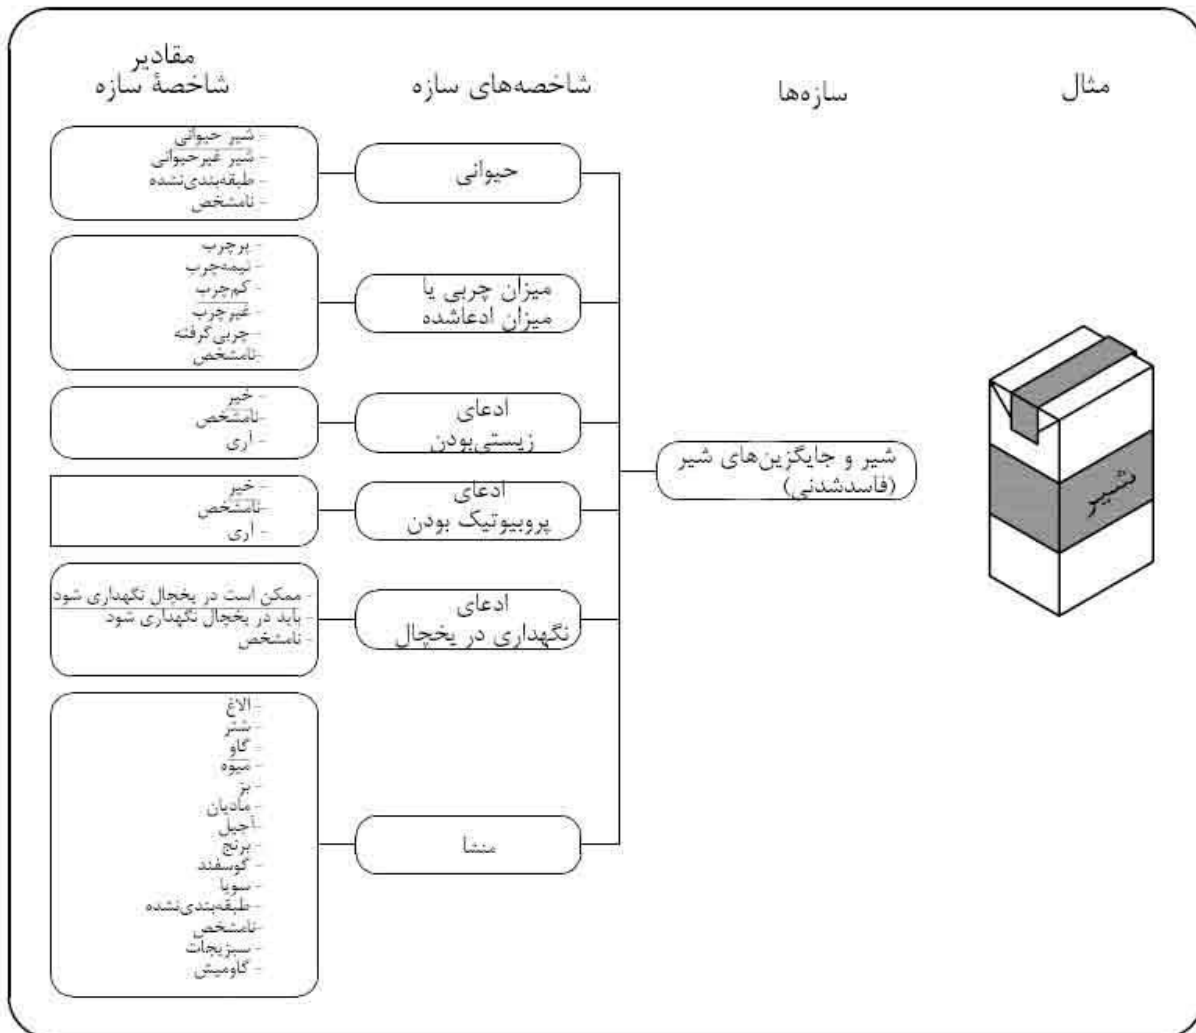 مثال
سازه‌ها
شاخصه‌های سازه
مقادیر
شاخصهٔ سازه
شیر
شیر و جایگزین‌های شیر
(فاسدشدنی)
حیوانی
- شیر حیوانی
- شیر غیرحیوانی
- طبقه‌بندی‌نشده
- نامشخص
میزان چربی یا
میزان ادعاشده
- پرچرب
- نیمه‌چرب
- کم‌چرب
- غیرچرب
- چربی‌گرفته
- نامشخص
ادعای
زیستی‌بودن
- خیر
- نامشخص
- آری
ادعای
پروبیوتیک بودن
- خیر
- نامشخص
- آری
ادعای
نگهداری در یخچال
- ممکن است در یخچال نگهداری شود
- باید در یخچال نگهداری شود
- نامشخص
منشا
- الاغ
- شتر
- گاو
- میوه
- بز
- مادیان
- آجیل
- برنج
- گوسفند
- سویا
- طبقه‌بندی‌نشده
- نامشخص
- سبزیجات
- گاومیش